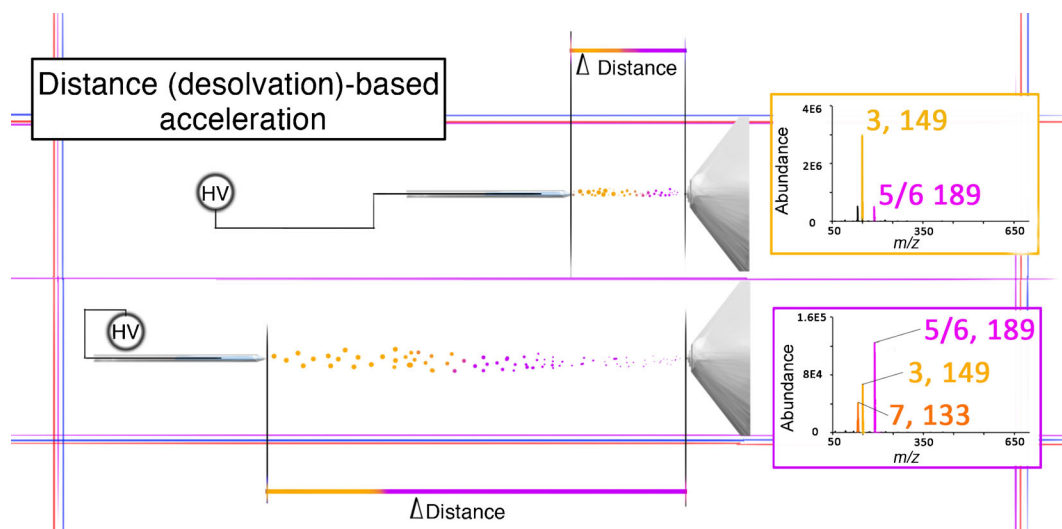 Distance (desolvation)-based
acceleration
Δ Distance
HV
4E6
2E6
0
Abundance
3, 149
5/6 189
50
350
650
m/z
HV
Δ Distance
1.6E5
8E4
0
Abundance
5/6, 189
3, 149
7, 133
50
350
650
m/z